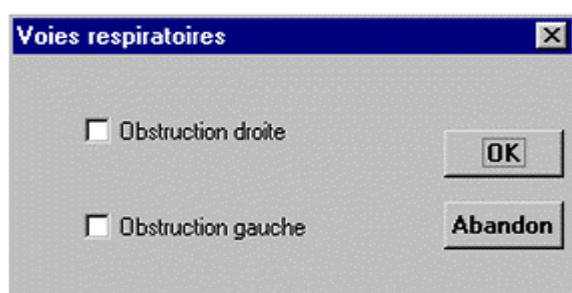 Voies respiratoires
Obstruction droite
OK
Obstruction gauche
Abandon